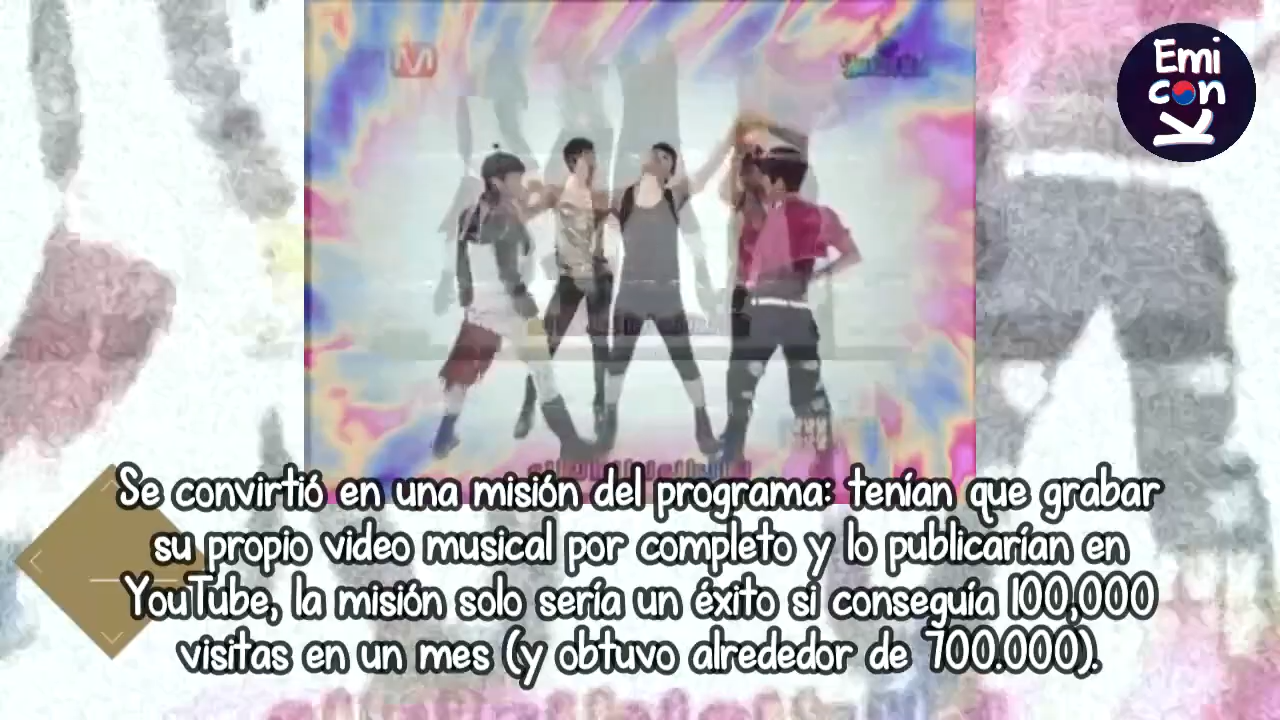 Emi
con
K
M
Se convirtió en una misión del programa: tenían que grabar
su propio video musical por completo y lo publicarían en
YouTube, la misión solo sería un éxito si conseguía 100,000
visitas en un mes (y obtuvo alrededor de 700.000).